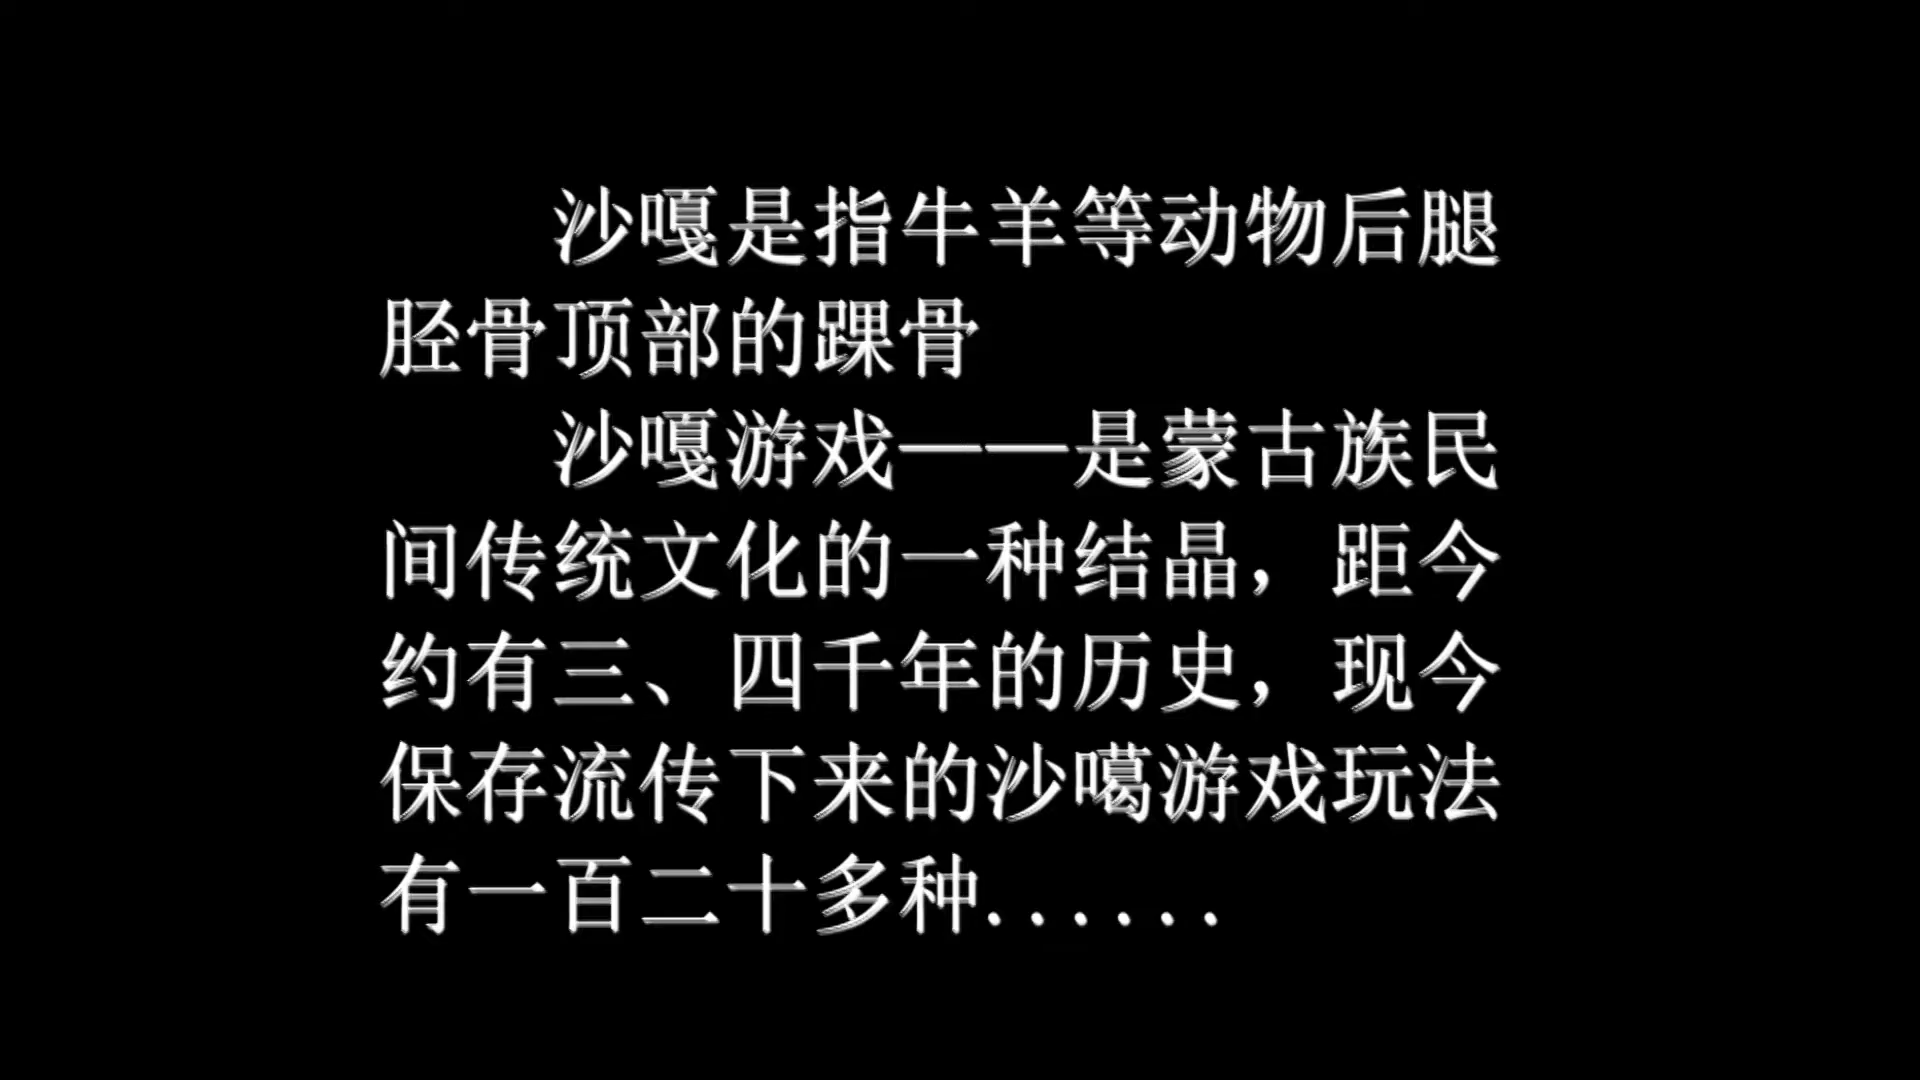 沙嘎是指牛羊等动物后腿
胫骨顶部的踝骨
沙嘎游戏——是蒙古族民
间传统文化的一种结晶，距今
约有三、四千年的历史，现今
保存流传下来的沙噶游戏玩法
有一百二十多种......